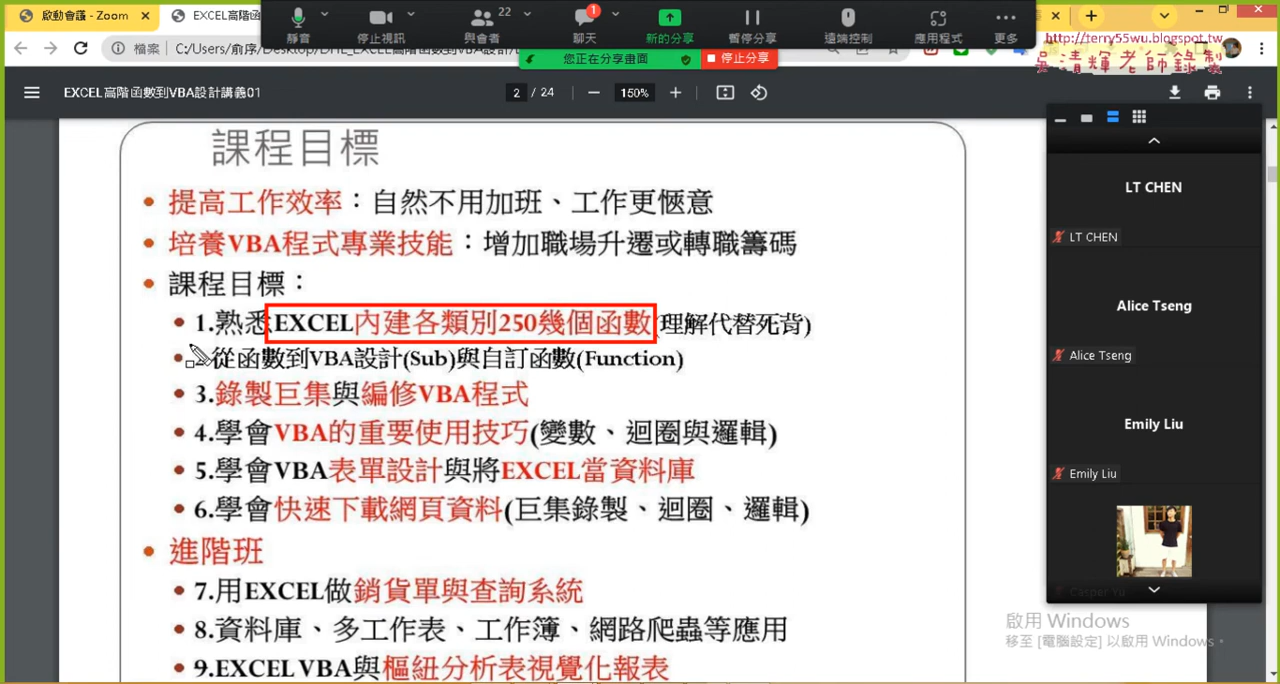 啟動會議 - Zoom
EXCEL高階函
靜音
停止視訊
22
與會者
1
聊天
新的分享
暫停分享
遠端控制
應用程式
更多
檔案
C:/Users/俞序/Desktop/
您正在分享畫面
停止分享
http://terry55wu.blogspot.tw
吳清輝老師錄製
EXCEL高階函數到VBA設計講義01
2 / 24
150%
課程目標
提高工作效率：自然不用加班、工作更愜意
培養VBA程式專業技能：增加職場升遷或轉職籌碼
課程目標：
1.熟悉EXCEL內建各類別250幾個函數(理解代替死背)
從函數到VBA設計(Sub)與自訂函數(Function)
3.錄製巨集與編修VBA程式
4.學會VBA的重要使用技巧(變數、迴圈與邏輯)
5.學會VBA表單設計與將EXCEL當資料庫
6.學會快速下載網頁資料(巨集錄製、迴圈、邏輯)
進階班
7.用EXCEL做銷貨單與查詢系統
8.資料庫、多工作表、工作簿、網路爬蟲等應用
9.EXCEL VBA與樞紐分析表視覺化報表
LT CHEN
LT CHEN
Alice Tseng
Alice Tseng
Emily Liu
Emily Liu
Casper Yu
啟用 Windows
移至 [電腦設定] 以啟用 Windows。